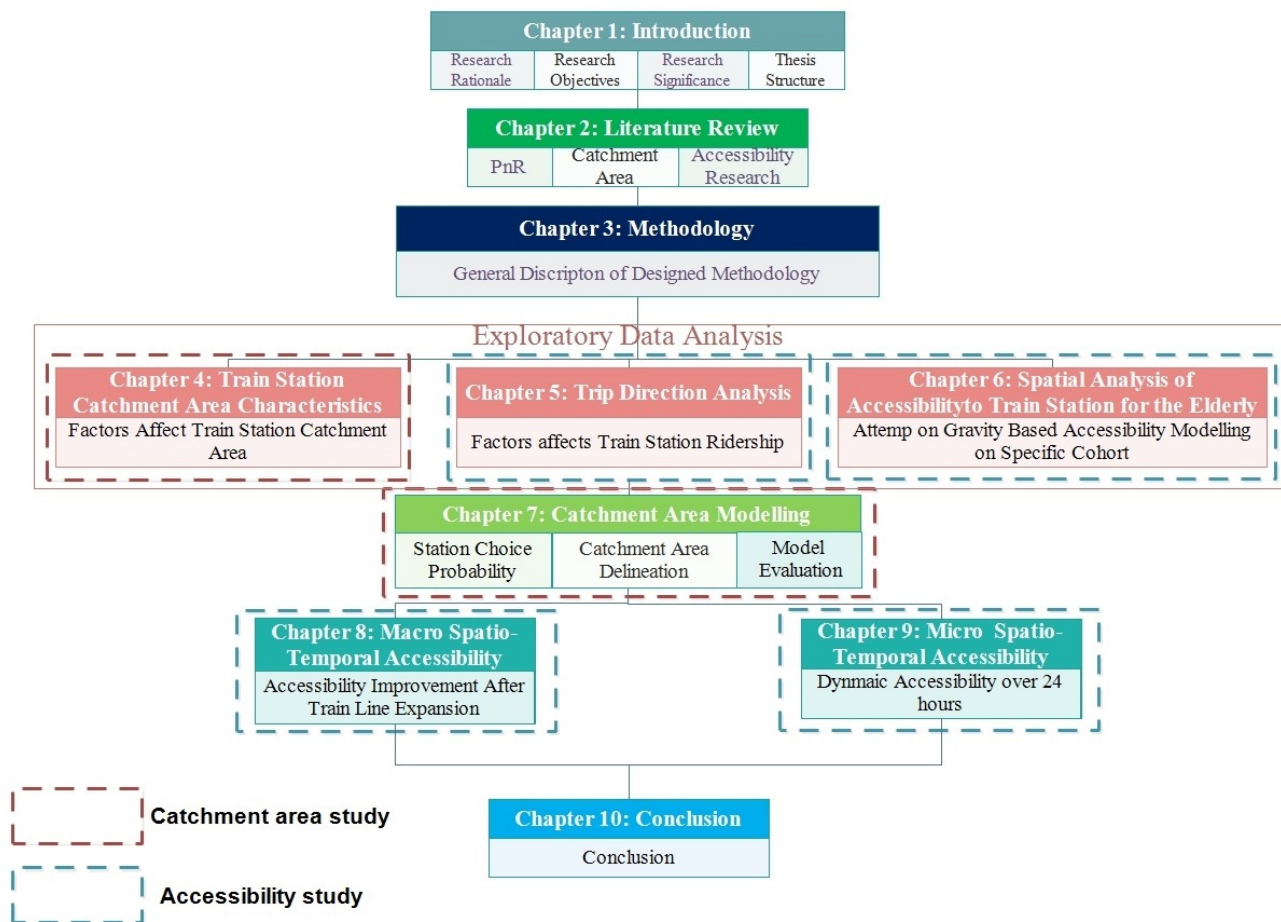 Chapter 1: Introduction
Research
Rationale
Research
Objectives
Research
Significance
Thesis
Structure
Chapter 2: Literature Review
PnR
Catchment
Area
Accessibility
Research
Chapter 3: Methodology
General Discripton of Designed Methodology
Exploratory Data Analysis
Chapter 4: Train Station
Catchment Area Characteristics
Factors Affect Train Station Catchment
Area
Chapter 5: Trip Direction Analysis
Factors affects Train Station Ridership
Chapter 6: Spatial Analysis of
Accessibilityto Train Station for the Elderly
Attemp on Gravity Based Accessibility Modelling
on Specific Cohort
Chapter 7: Catchment Area Modelling
Station Choice
Probability
Catchment Area
Delineation
Model
Evaluation
Chapter 8: Macro Spatio-
Temporal Accessibility
Accessibility Improvement After
Train Line Expansion
Chapter 9: Micro Spatio-
Temporal Accessibility
Dynmaic Accessibility over 24
hours
Chapter 10: Conclusion
Conclusion
Catchment area study
Accessibility study